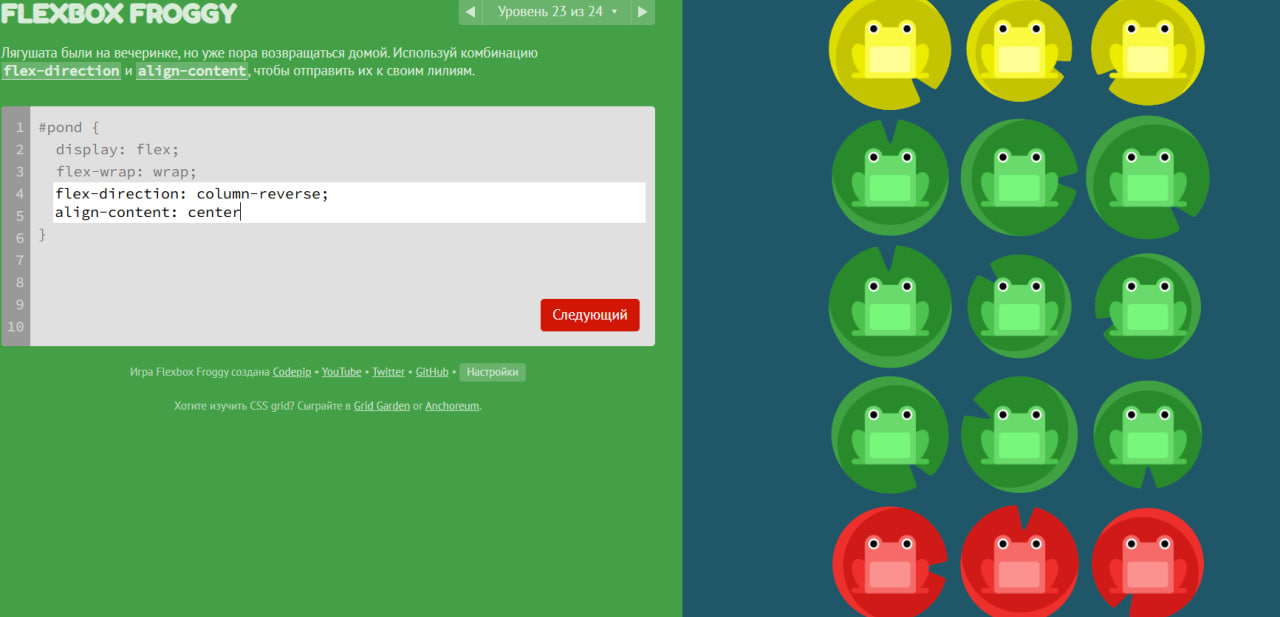 FLEXBOX FROGGY
Уровень 23 из 24
Лягушата были на вечеринке, но уже пора возвращаться домой. Используй комбинацию
flex-direction и align-content, чтобы отправить их к своим лилиям.
1 #pond {
2 display: flex;
3 flex-wrap: wrap;
4 flex-direction: column-reverse;
5 align-content: center
6 }
7
8
9
10
Следующий
Игра Flexbox Froggy создана Codepip • YouTube • Twitter • GitHub • Настройки
Хотите изучить CSS grid? Сыграйте в Grid Garden or Anchoreum.